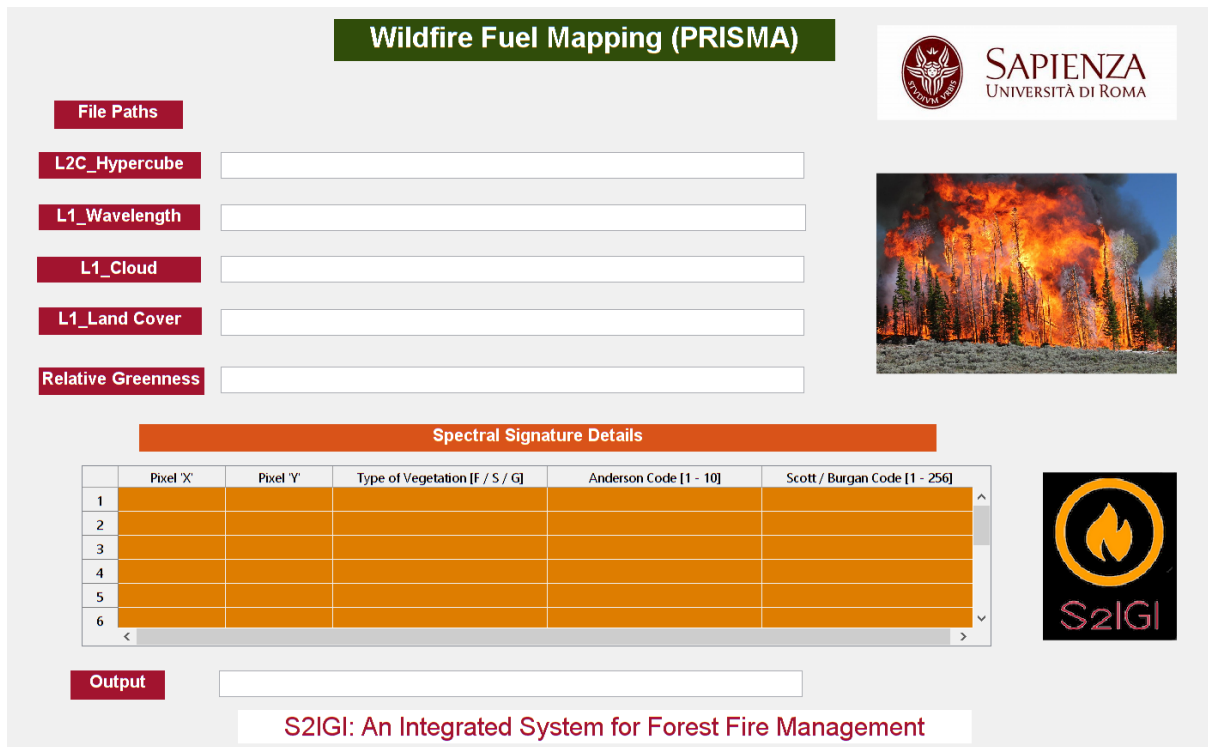 Wildfire Fuel Mapping (PRISMA)
SAPIENZA
UNIVERSITÀ DI ROMA
STVDIVM VRBIS
File Paths
L2C_Hypercube
L1_Wavelength
L1_Cloud
L1_Land Cover
Relative Greenness
Spectral Signature Details
Pixel 'X' Pixel 'Y' Type of Vegetation [F / S / G] Anderson Code [1 - 10] Scott / Burgan Code [1 - 256]
1
2
3
4
5
6
S2IGI
Output
S2IGI: An Integrated System for Forest Fire Management